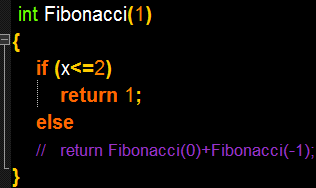 int Fibonacci(1)
{
if (x<=2)
return 1;
else
// return Fibonacci(0)+Fibonacci(-1);
}